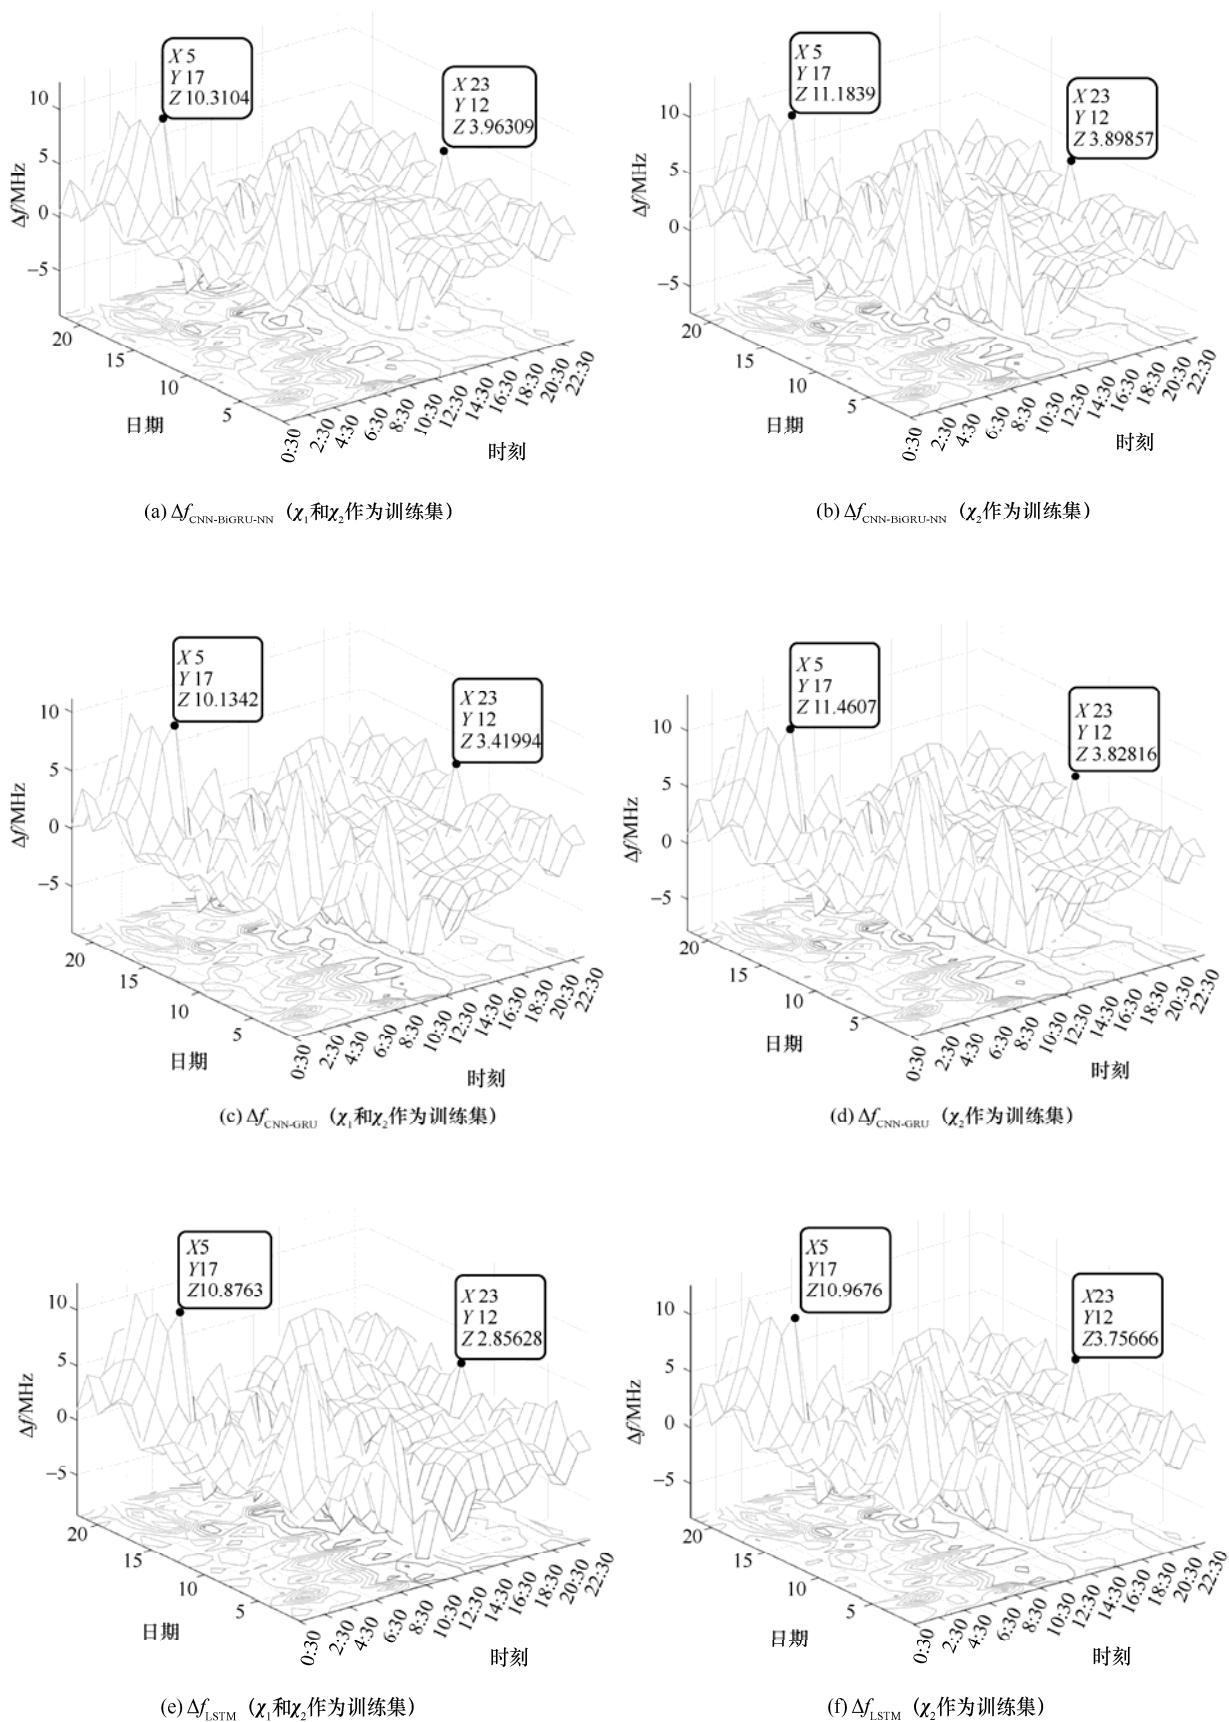 X 5
Y 17
Z 10.3104
X 23
Y 12
Z 3.96309
10
5
0
−5
Δf/MHz
20
15
10
5
日期
0:30
2:30
4:30
6:30
8:30
10:30
12:30
14:30
16:30
18:30
20:30
22:30
时刻
(a) Δf_CNN-BiGRU-NN（χ₁和χ₂作为训练集）
X 5
Y 17
Z 11.1839
X 23
Y 12
Z 3.89857
10
5
0
−5
Δf/MHz
20
15
10
5
日期
0:30
2:30
4:30
6:30
8:30
10:30
12:30
14:30
16:30
18:30
20:30
22:30
时刻
(b) Δf_CNN-BiGRU-NN（χ₂作为训练集）
X 5
Y 17
Z 10.1342
X 23
Y 12
Z 3.41994
10
5
0
−5
Δf/MHz
20
15
10
5
日期
0:30
2:30
4:30
6:30
8:30
10:30
12:30
14:30
16:30
18:30
20:30
22:30
时刻
(c) Δf_CNN-GRU（χ₁和χ₂作为训练集）
X 5
Y 17
Z 11.4607
X 23
Y 12
Z 3.82816
10
5
0
−5
Δf/MHz
20
15
10
5
日期
0:30
2:30
4:30
6:30
8:30
10:30
12:30
14:30
16:30
18:30
20:30
22:30
时刻
(d) Δf_CNN-GRU（χ₂作为训练集）
X5
Y17
Z10.8763
X 23
Y 12
Z 2.85628
10
5
0
−5
Δf/MHz
20
15
10
5
日期
0:30
2:30
4:30
6:30
8:30
10:30
12:30
14:30
16:30
18:30
20:30
22:30
时刻
(e) Δf_LSTM（χ₁和χ₂作为训练集）
X5
Y17
Z10.9676
X23
Y12
Z3.75666
10
5
0
−5
Δf/MHz
20
15
10
5
日期
0:30
2:30
4:30
6:30
8:30
10:30
12:30
14:30
16:30
18:30
20:30
22:30
时刻
(f) Δf_LSTM（χ₂作为训练集）